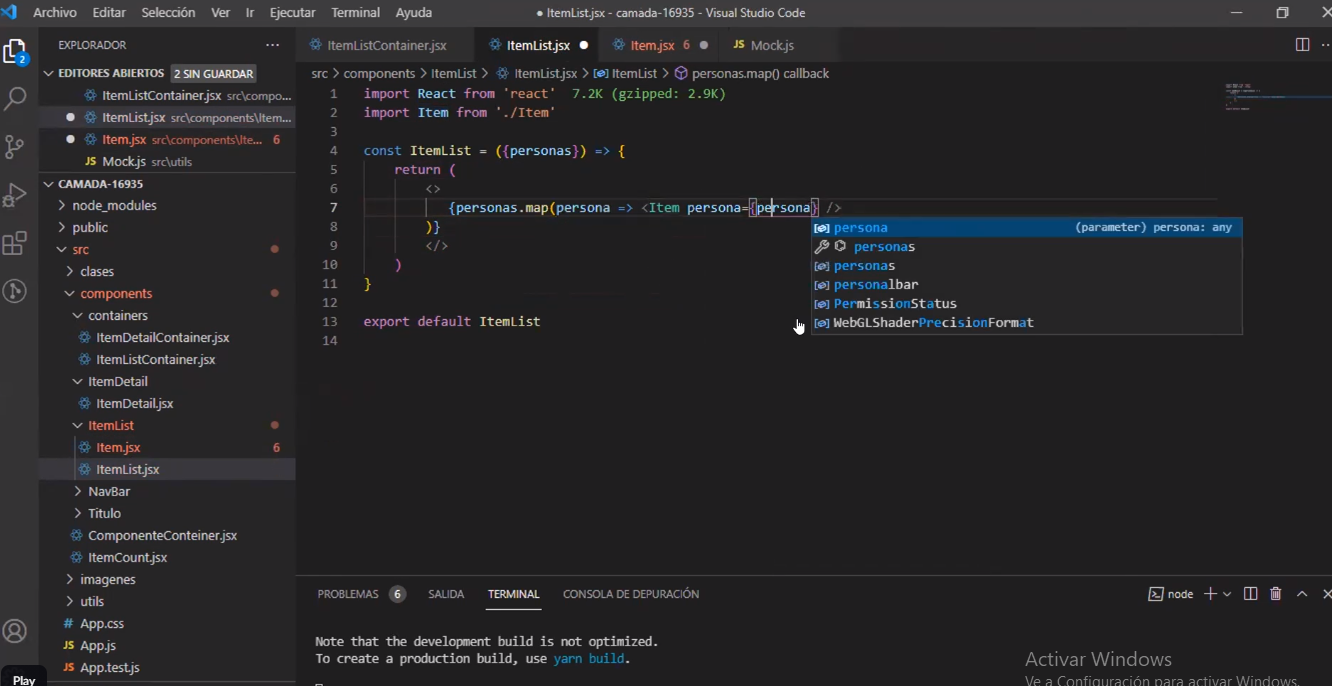 Archivo Editar Selección Ver Ir Ejecutar Terminal Ayuda ● ItemList.jsx - camada-16935 - Visual Studio Code
EXPLORADOR
2
EDITORES ABIERTOS 2 SIN GUARDAR
ItemListContainer.jsx src\compo...
ItemList.jsx src\components\Item...
Item.jsx src\components\Ite... 6
JS Mock.js src\utils
CAMADA-16935
node_modules
public
src
clases
components
containers
ItemDetailContainer.jsx
ItemListContainer.jsx
ItemDetail
ItemDetail.jsx
ItemList
Item.jsx 6
ItemList.jsx
NavBar
Titulo
ComponenteConteiner.jsx
ItemCount.jsx
imagenes
utils
# App.css
JS App.js
JS App.test.js
Play
ItemListContainer.jsx ItemList.jsx Item.jsx 6 JS Mock.js
src > components > ItemList > ItemList.jsx > ItemList > personas.map() callback
1 import React from 'react' 7.2K (gzipped: 2.9K)
2 import Item from './Item'
3
4 const ItemList = ({personas}) => {
5 return (
6 <>
7 {personas.map(persona => <Item persona={persona} />
8 )}
9 </>
10 )
11 }
12
13 export default ItemList
14
persona (parameter) persona: any
personas
personas
personalbar
PermissionStatus
WebGLShaderPrecisionFormat
PROBLEMAS 6 SALIDA TERMINAL CONSOLA DE DEPURACIÓN node
Note that the development build is not optimized.
To create a production build, use yarn build.
Activar Windows
Ve a Configuración para activar Windows.